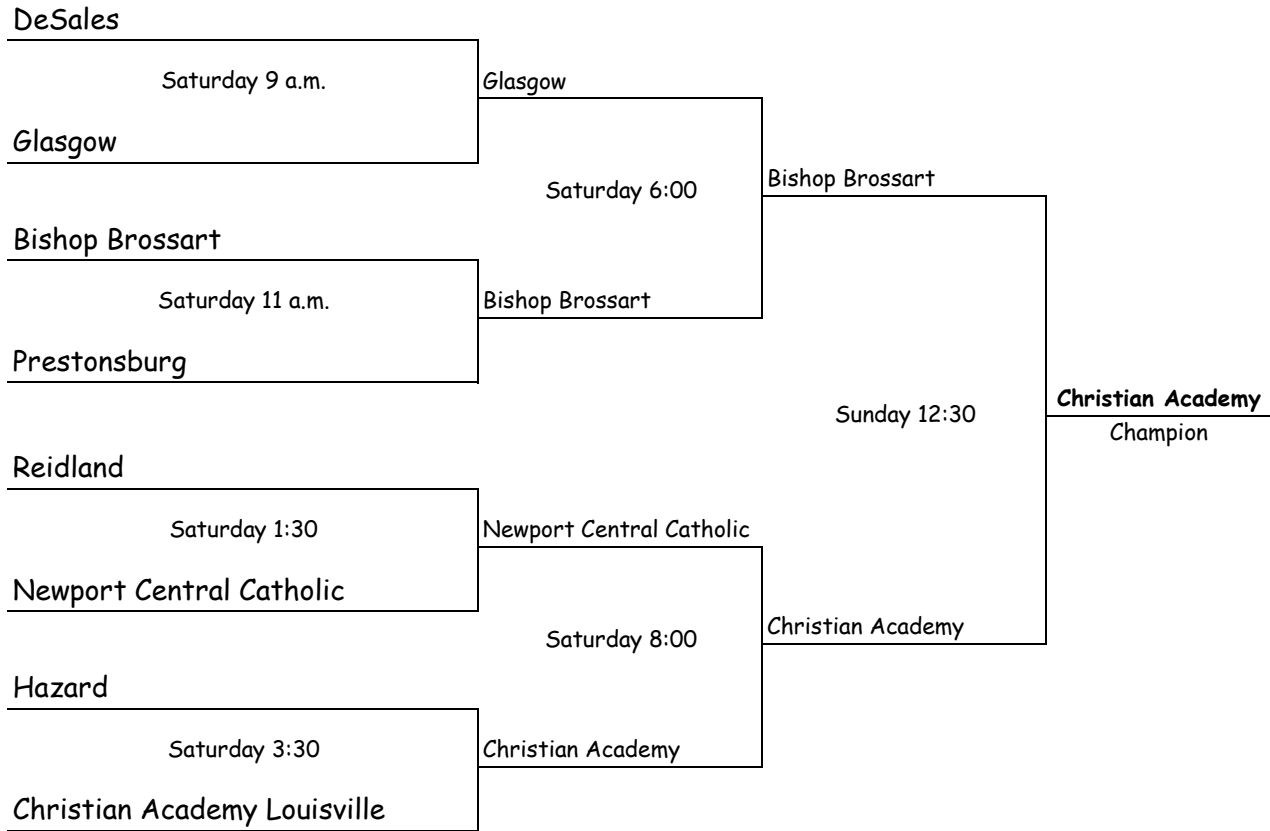 DeSales
Saturday 9 a.m.
Glasgow
Glasgow
Saturday 6:00
Bishop Brossart
Bishop Brossart
Saturday 11 a.m.
Bishop Brossart
Prestonsburg
Sunday 12:30
Christian Academy
Champion
Reidland
Saturday 1:30
Newport Central Catholic
Newport Central Catholic
Saturday 8:00
Christian Academy
Hazard
Saturday 3:30
Christian Academy
Christian Academy Louisville